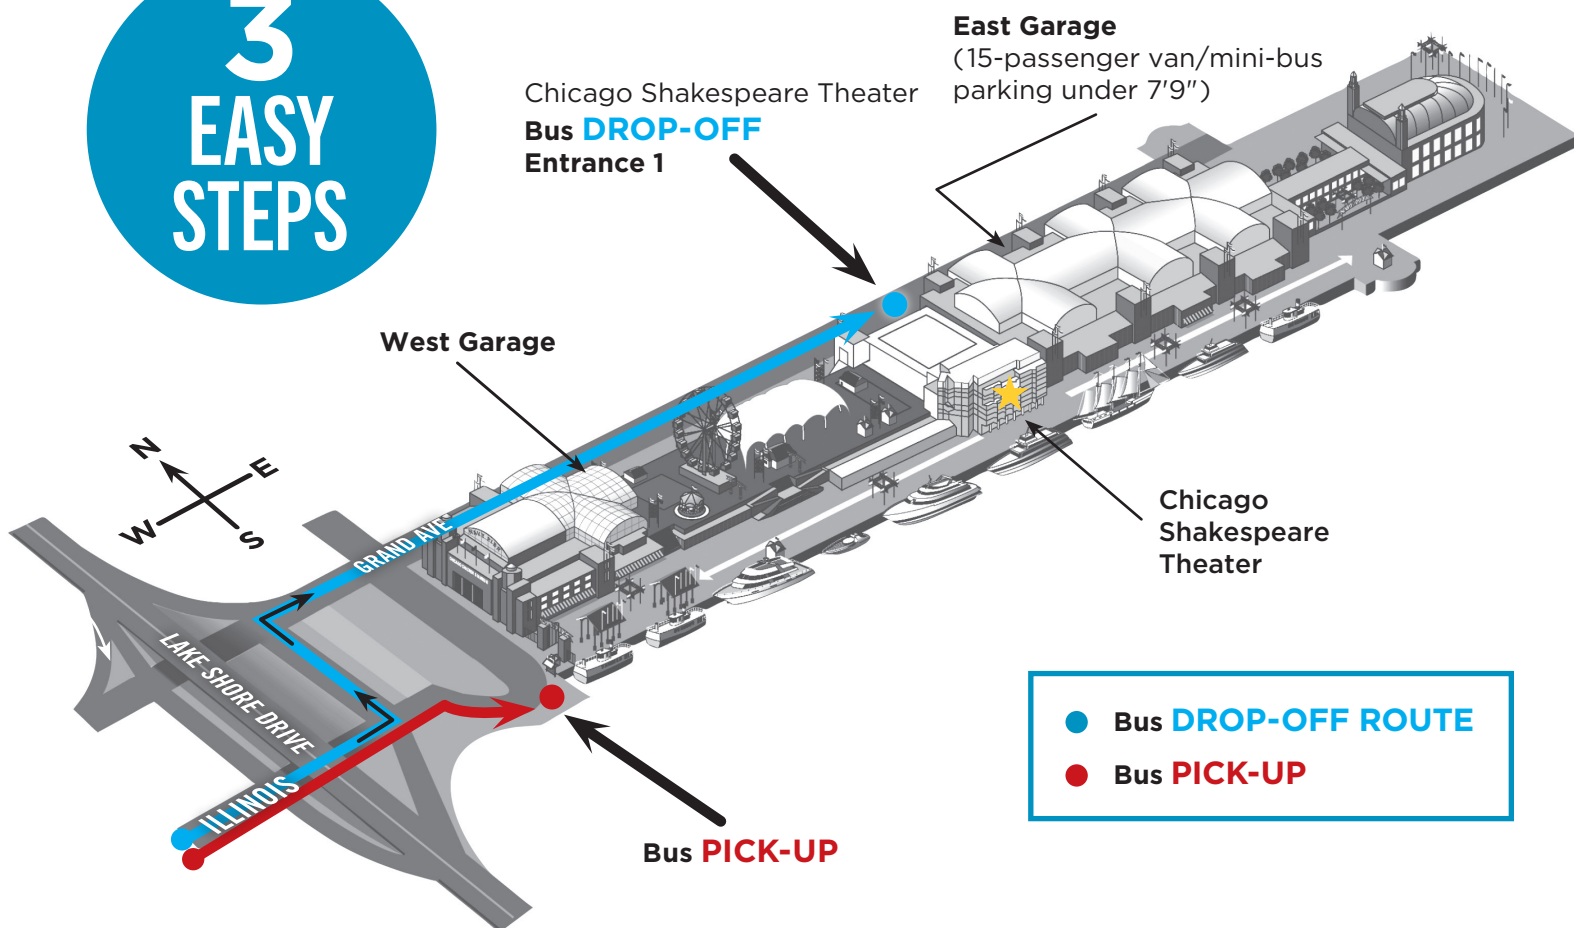 3
EASY
STEPS
Chicago Shakespeare Theater
Bus DROP-OFF
Entrance 1
East Garage
(15-passenger van/mini-bus
parking under 7'9")
West Garage
N
E
W
S
GRAND AVE
LAKE SHORE DRIVE
ILLINOIS
Chicago
Shakespeare
Theater
Bus PICK-UP
Bus DROP-OFF ROUTE
Bus PICK-UP